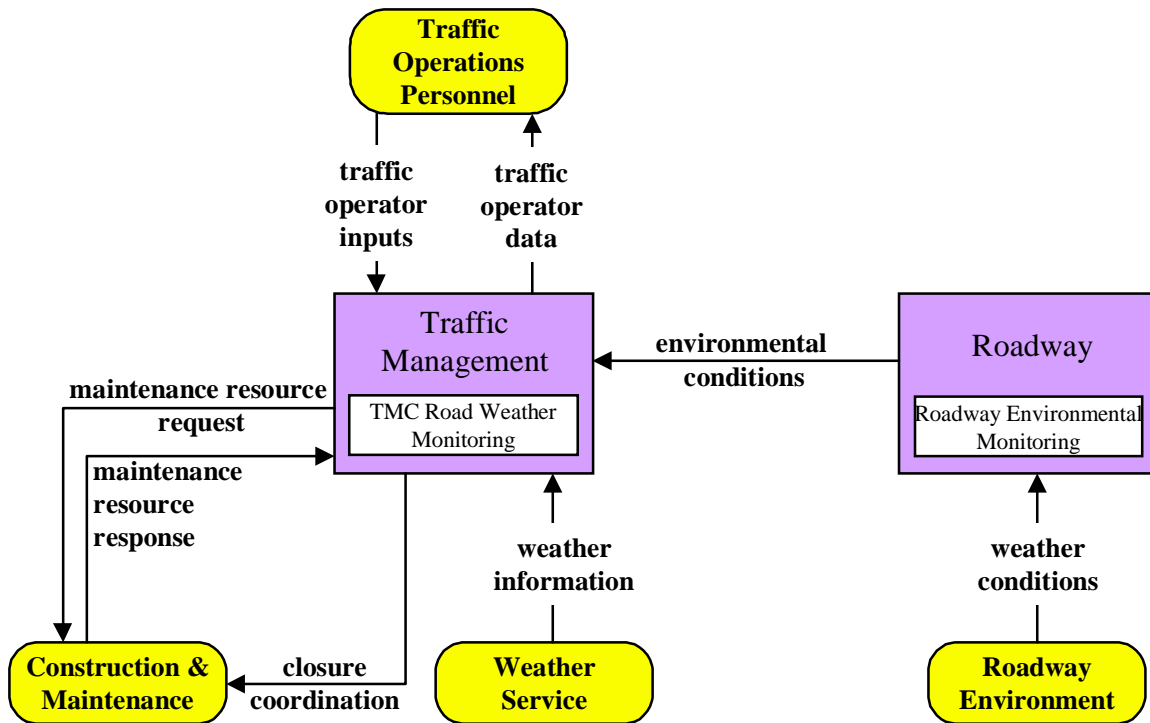 Traffic
Operations
Personnel
traffic
operator
inputs
traffic
operator
data
Traffic
Management
TMC Road Weather
Monitoring
environmental
conditions
Roadway
Roadway Environmental
Monitoring
maintenance resource
request
maintenance
resource
response
weather
information
weather
conditions
Construction &
Maintenance
closure
coordination
Weather
Service
Roadway
Environment